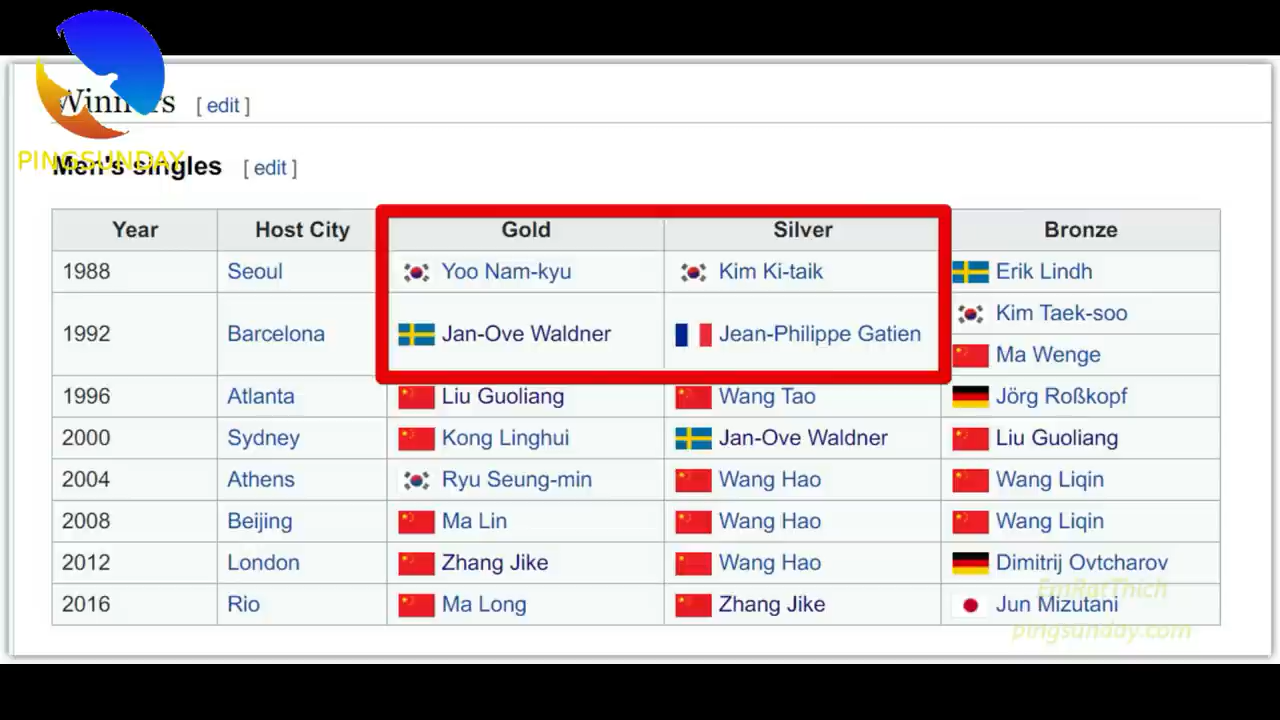 Winners [ edit ]
PINGSUNDAY
Men's singles [ edit ]
Year Host City Gold Silver Bronze
1988 Seoul Yoo Nam-kyu Kim Ki-taik Erik Lindh
1992 Barcelona Jan-Ove Waldner Jean-Philippe Gatien Kim Taek-soo
Ma Wenge
1996 Atlanta Liu Guoliang Wang Tao Jörg Roßkopf
2000 Sydney Kong Linghui Jan-Ove Waldner Liu Guoliang
2004 Athens Ryu Seung-min Wang Hao Wang Liqin
2008 Beijing Ma Lin Wang Hao Wang Liqin
2012 London Zhang Jike Wang Hao Dimitrij Ovtcharov
EmRatThich
2016 Rio Ma Long Zhang Jike Jun Mizutani
pingsunday.com